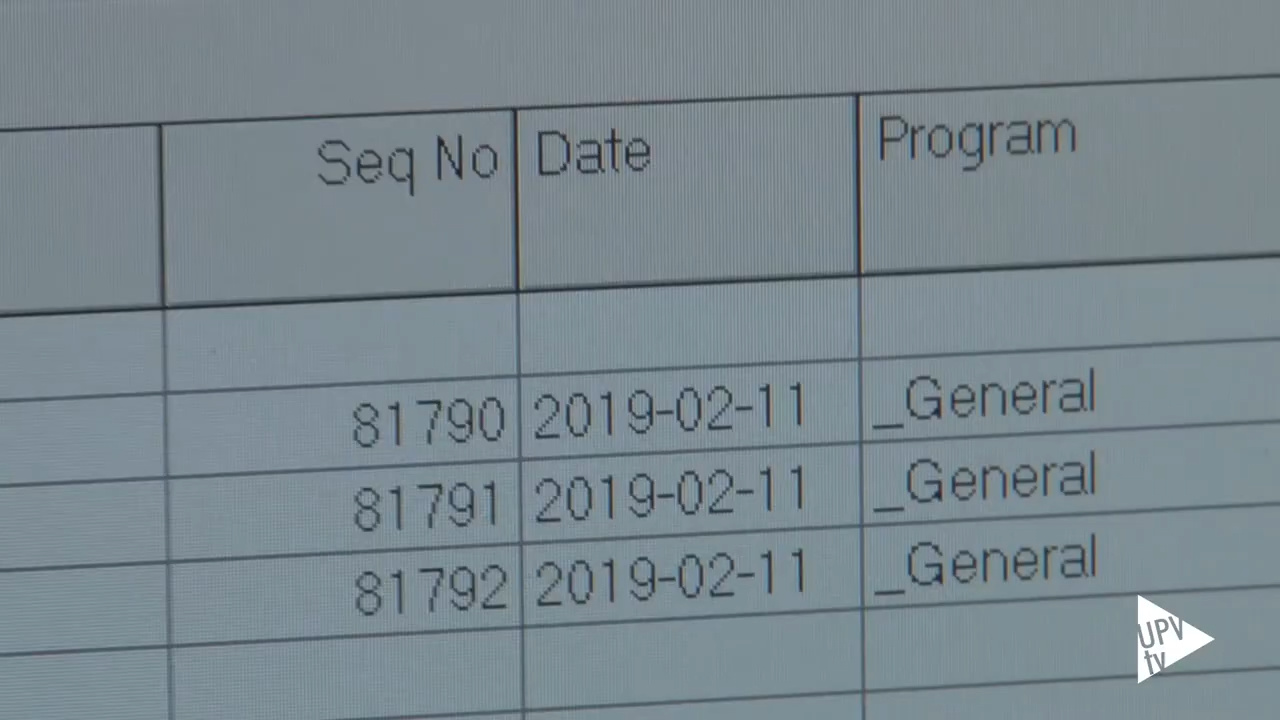 Seq No Date Program
81790 2019-02-11 _General
81791 2019-02-11 _General
81792 2019-02-11 _General
UPV
tv